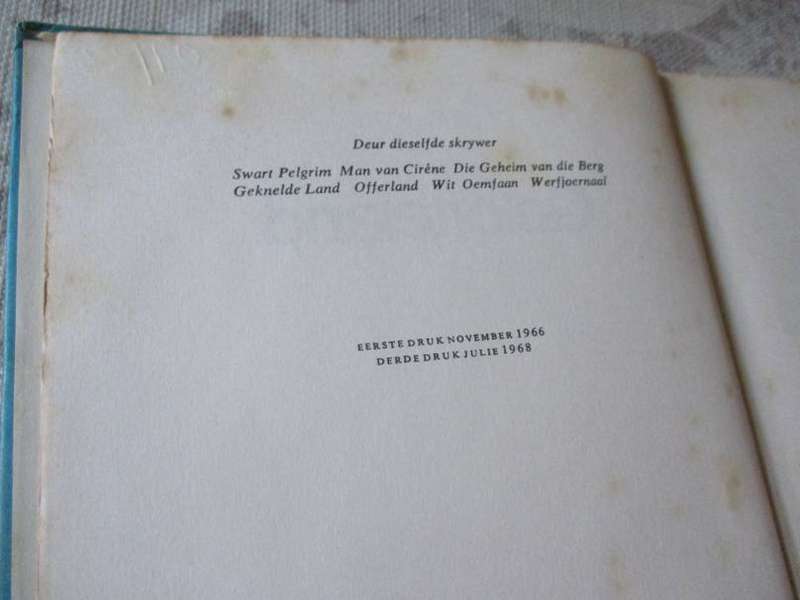 Deur dieselfde skrywer
Swart Pelgrim Man van Cirêne Die Geheim van die Berg
Geknelde Land Offerland Wit Oemfaan Werfjoernaal
EERSTE DRUK NOVEMBER 1966
DERDE DRUK JULIE 1968